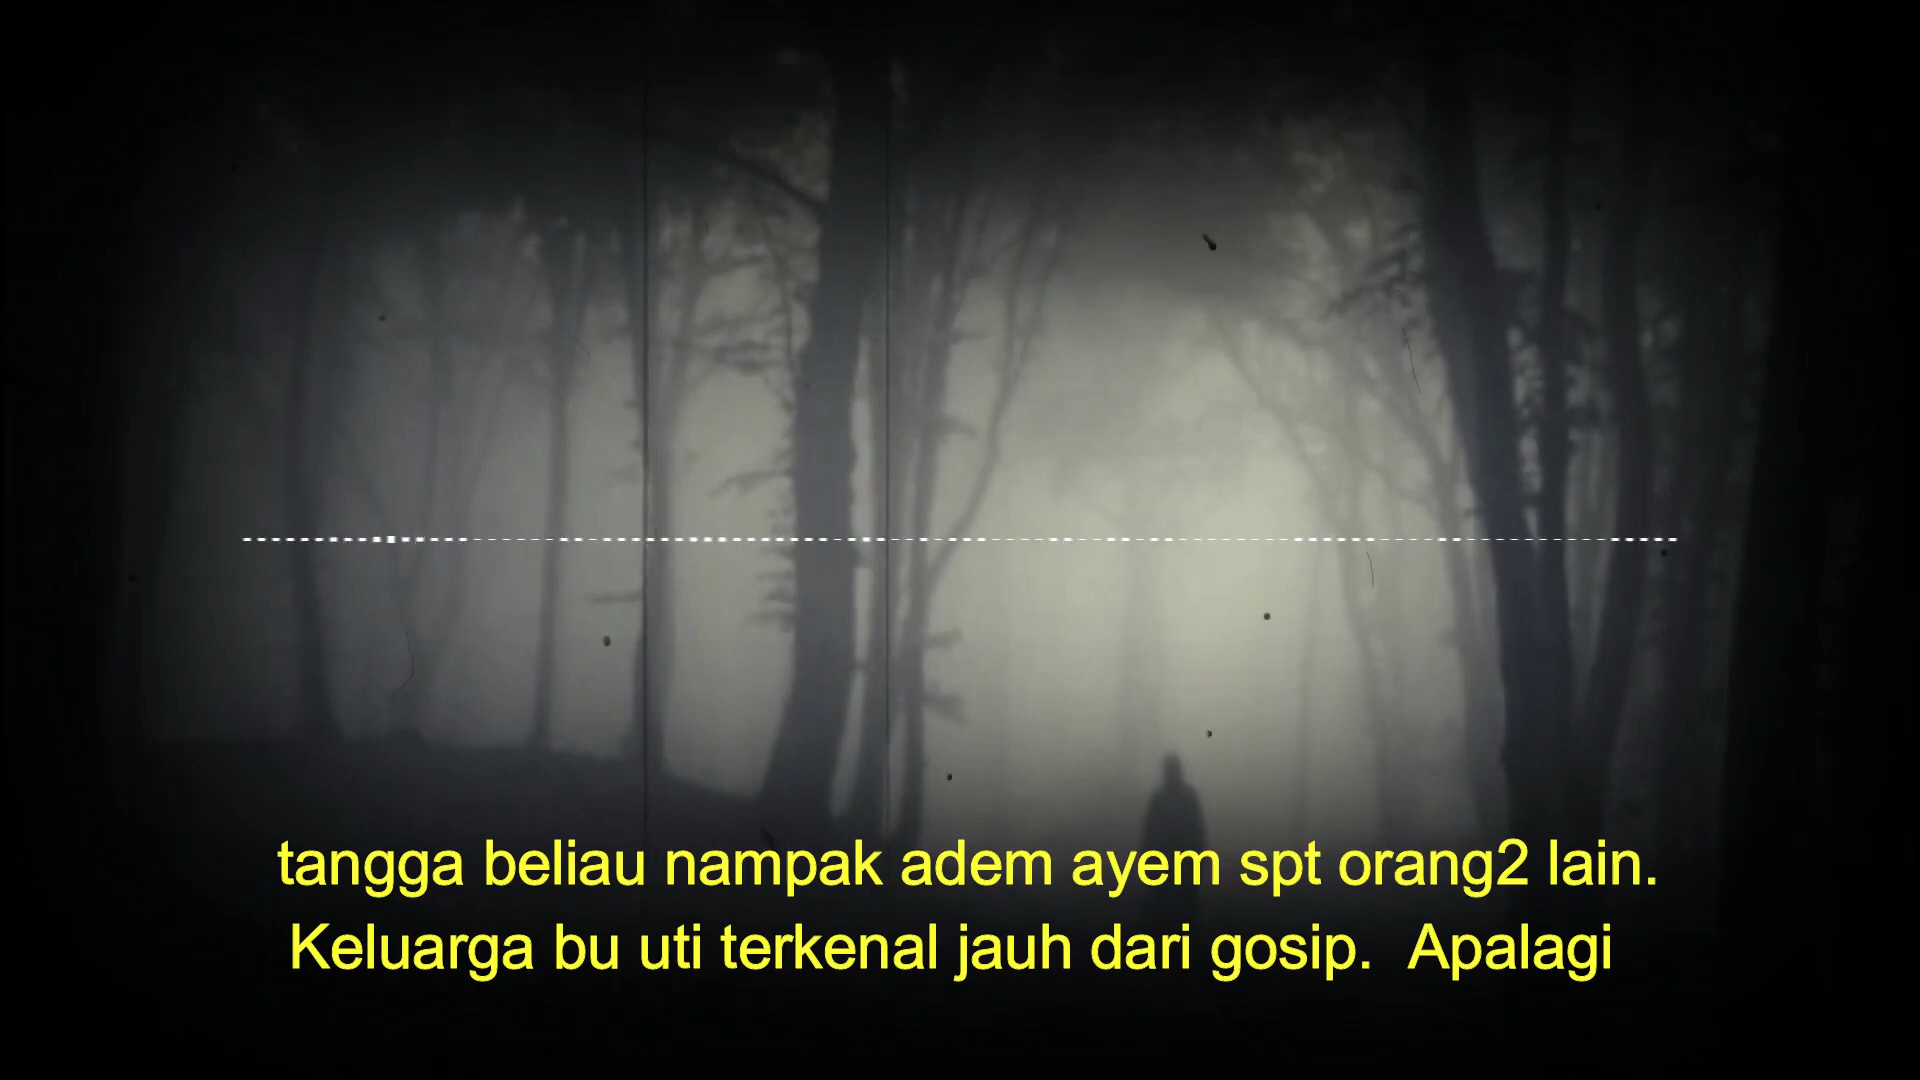 tangga beliau nampak adem ayem spt orang2 lain.
Keluarga bu uti terkenal jauh dari gosip.  Apalagi